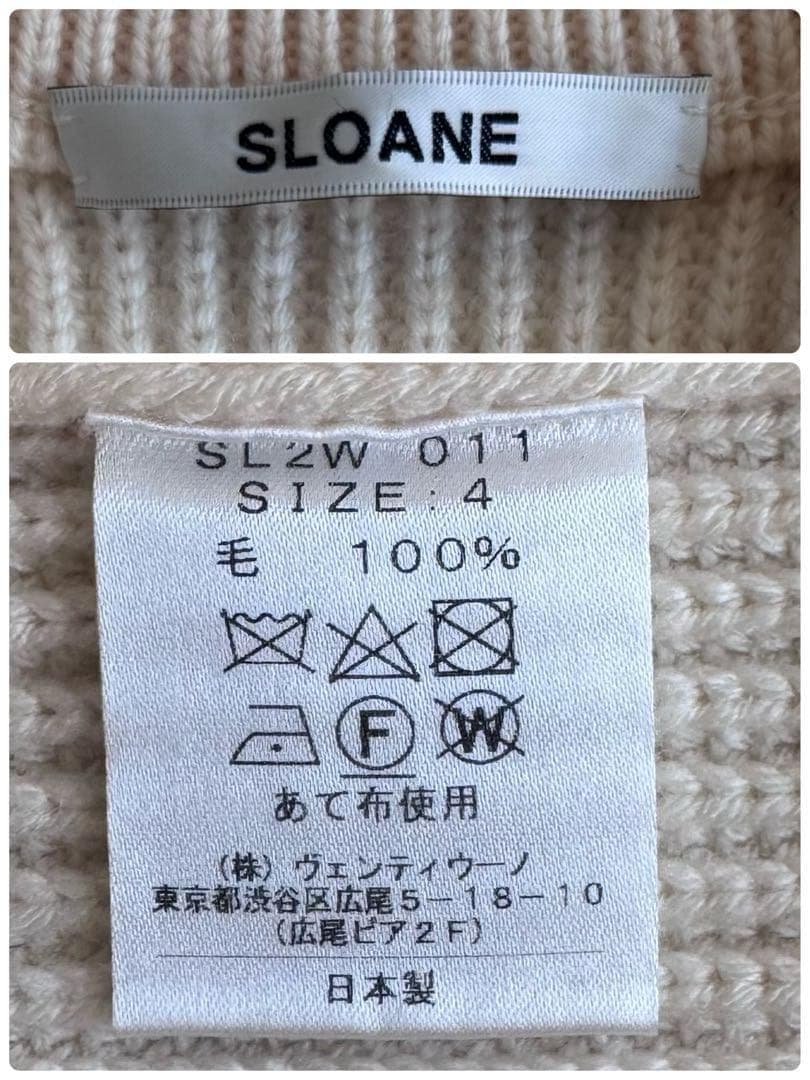 SLOANE
SL2W 011
SIZE:4
毛 100%
F W
あて布使用
(株)ヴェンティウーノ
東京都渋谷区広尾5-18-10
(広尾ピア2F)
日本製